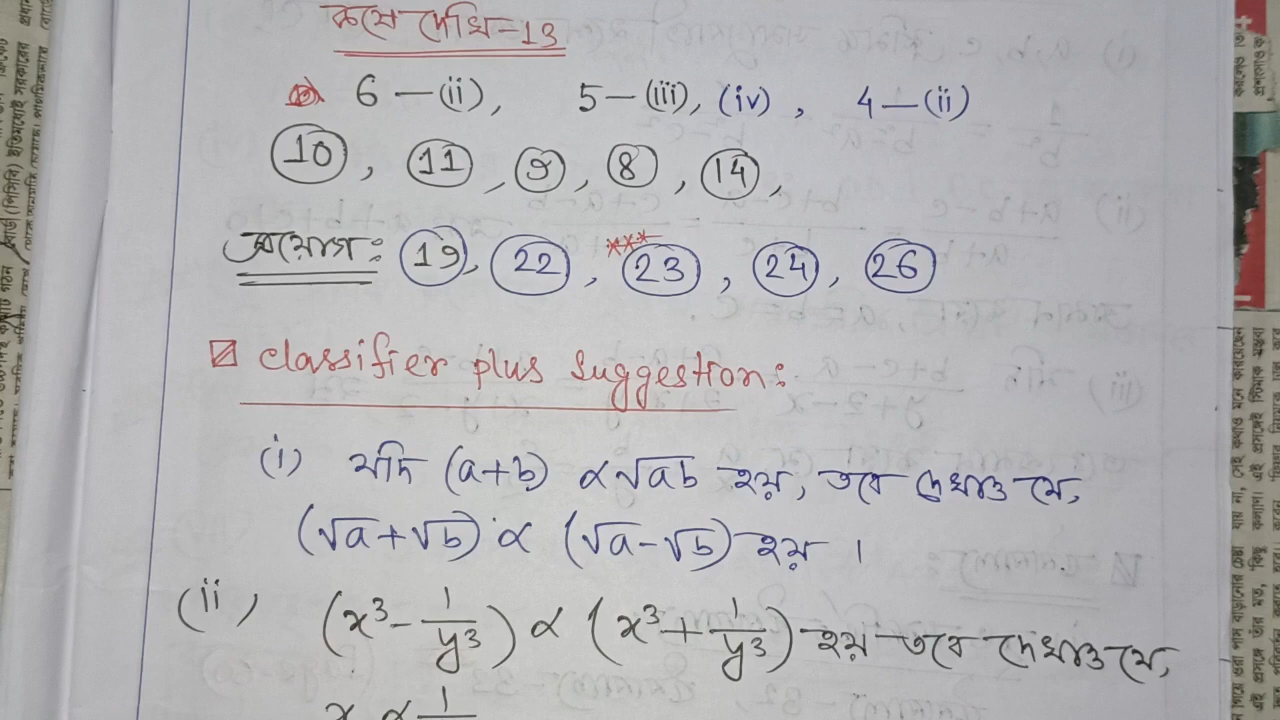 কষে দেখি-13
6 — (ii), 5 — (iii), (iv), 4 — (ii)
10, 11, 9, 8, 14,
প্রয়োগ: 19, 22, *** 23, 24, 26
Classifier plus Suggestion:
(i) যদি (a+b) ∝ √ab হয়, তবে দেখাও যে,
(√a+√b) ∝ (√a-√b) হয় ।
(ii) (x³ - 1/y³) ∝ (x³ + 1/y³) হয় তবে দেখাও যে,
x ∝ 1